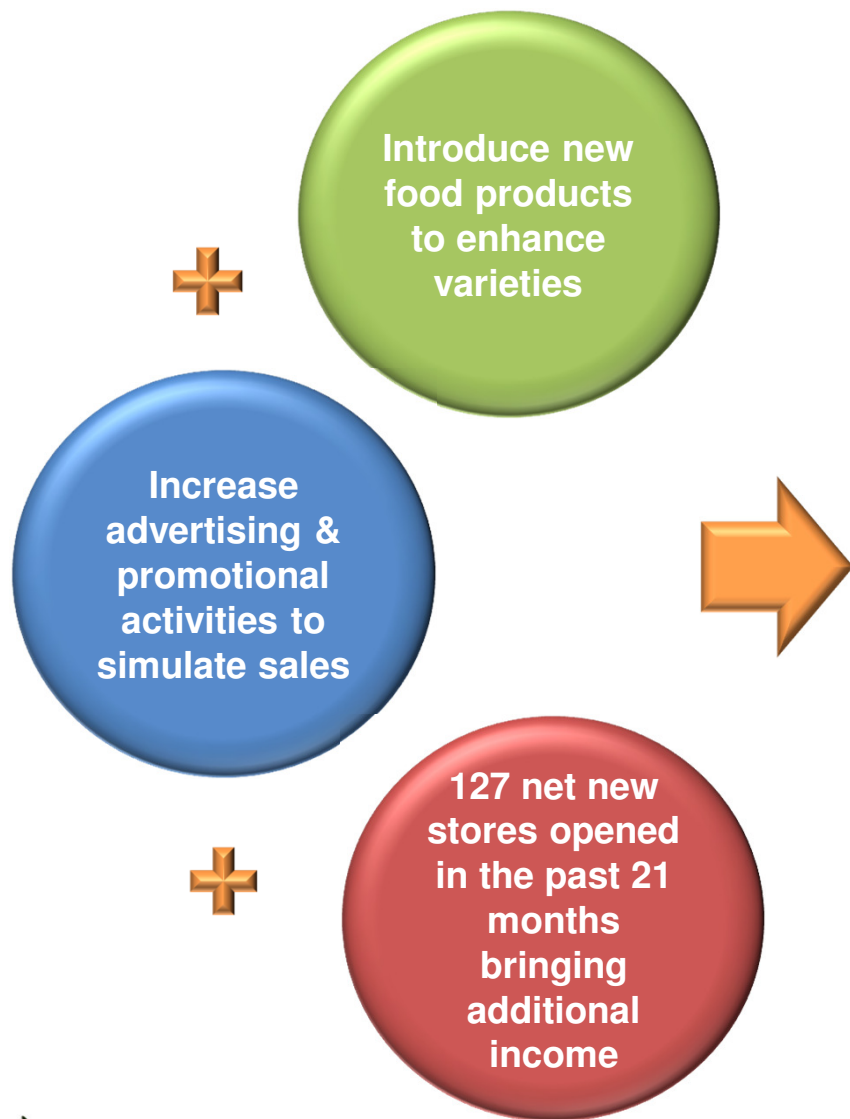 Introduce new
food products
to enhance
varieties
Increase
advertising &
promotional
activities to
simulate sales
127 net new
stores opened
in the past 21
months
bringing
additional
income